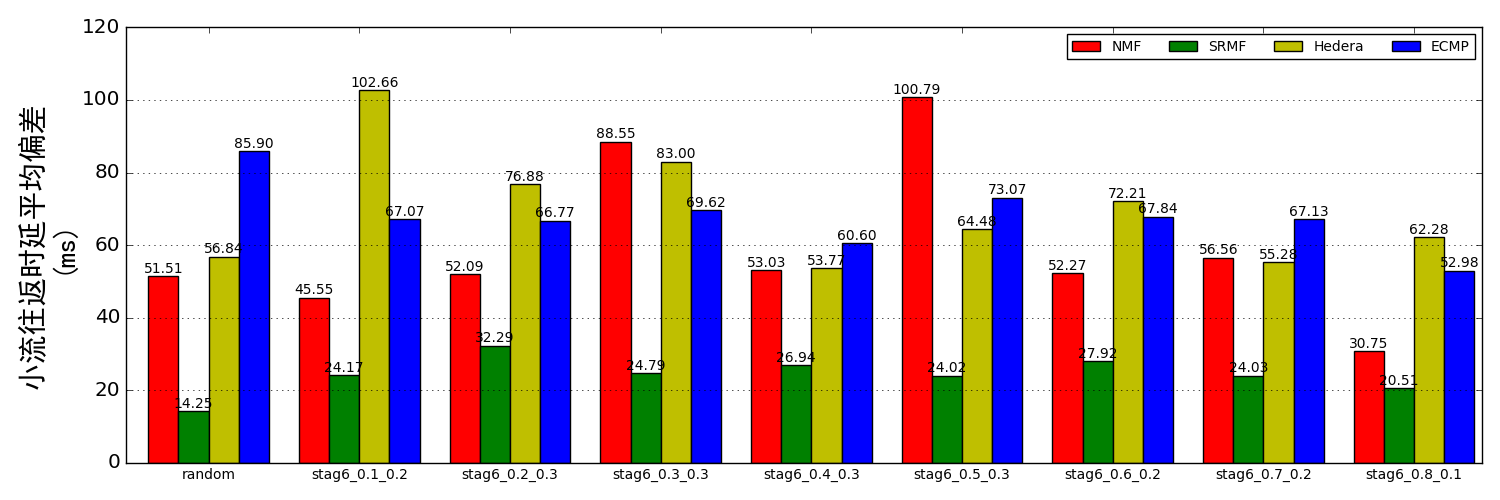 小流往返时延平均偏差
(ms)
120
100
80
60
40
20
0
NMF SRMF Hedera ECMP
51.51 14.25 56.84 85.90
45.55 24.17 102.66 67.07
52.09 32.29 76.88 66.77
88.55 24.79 83.00 69.62
53.03 26.94 53.77 60.60
100.79 24.02 64.48 73.07
52.27 27.92 72.21 67.84
56.56 24.03 55.28 67.13
30.75 20.51 62.28 52.98
random stag6_0.1_0.2 stag6_0.2_0.3 stag6_0.3_0.3 stag6_0.4_0.3 stag6_0.5_0.3 stag6_0.6_0.2 stag6_0.7_0.2 stag6_0.8_0.1